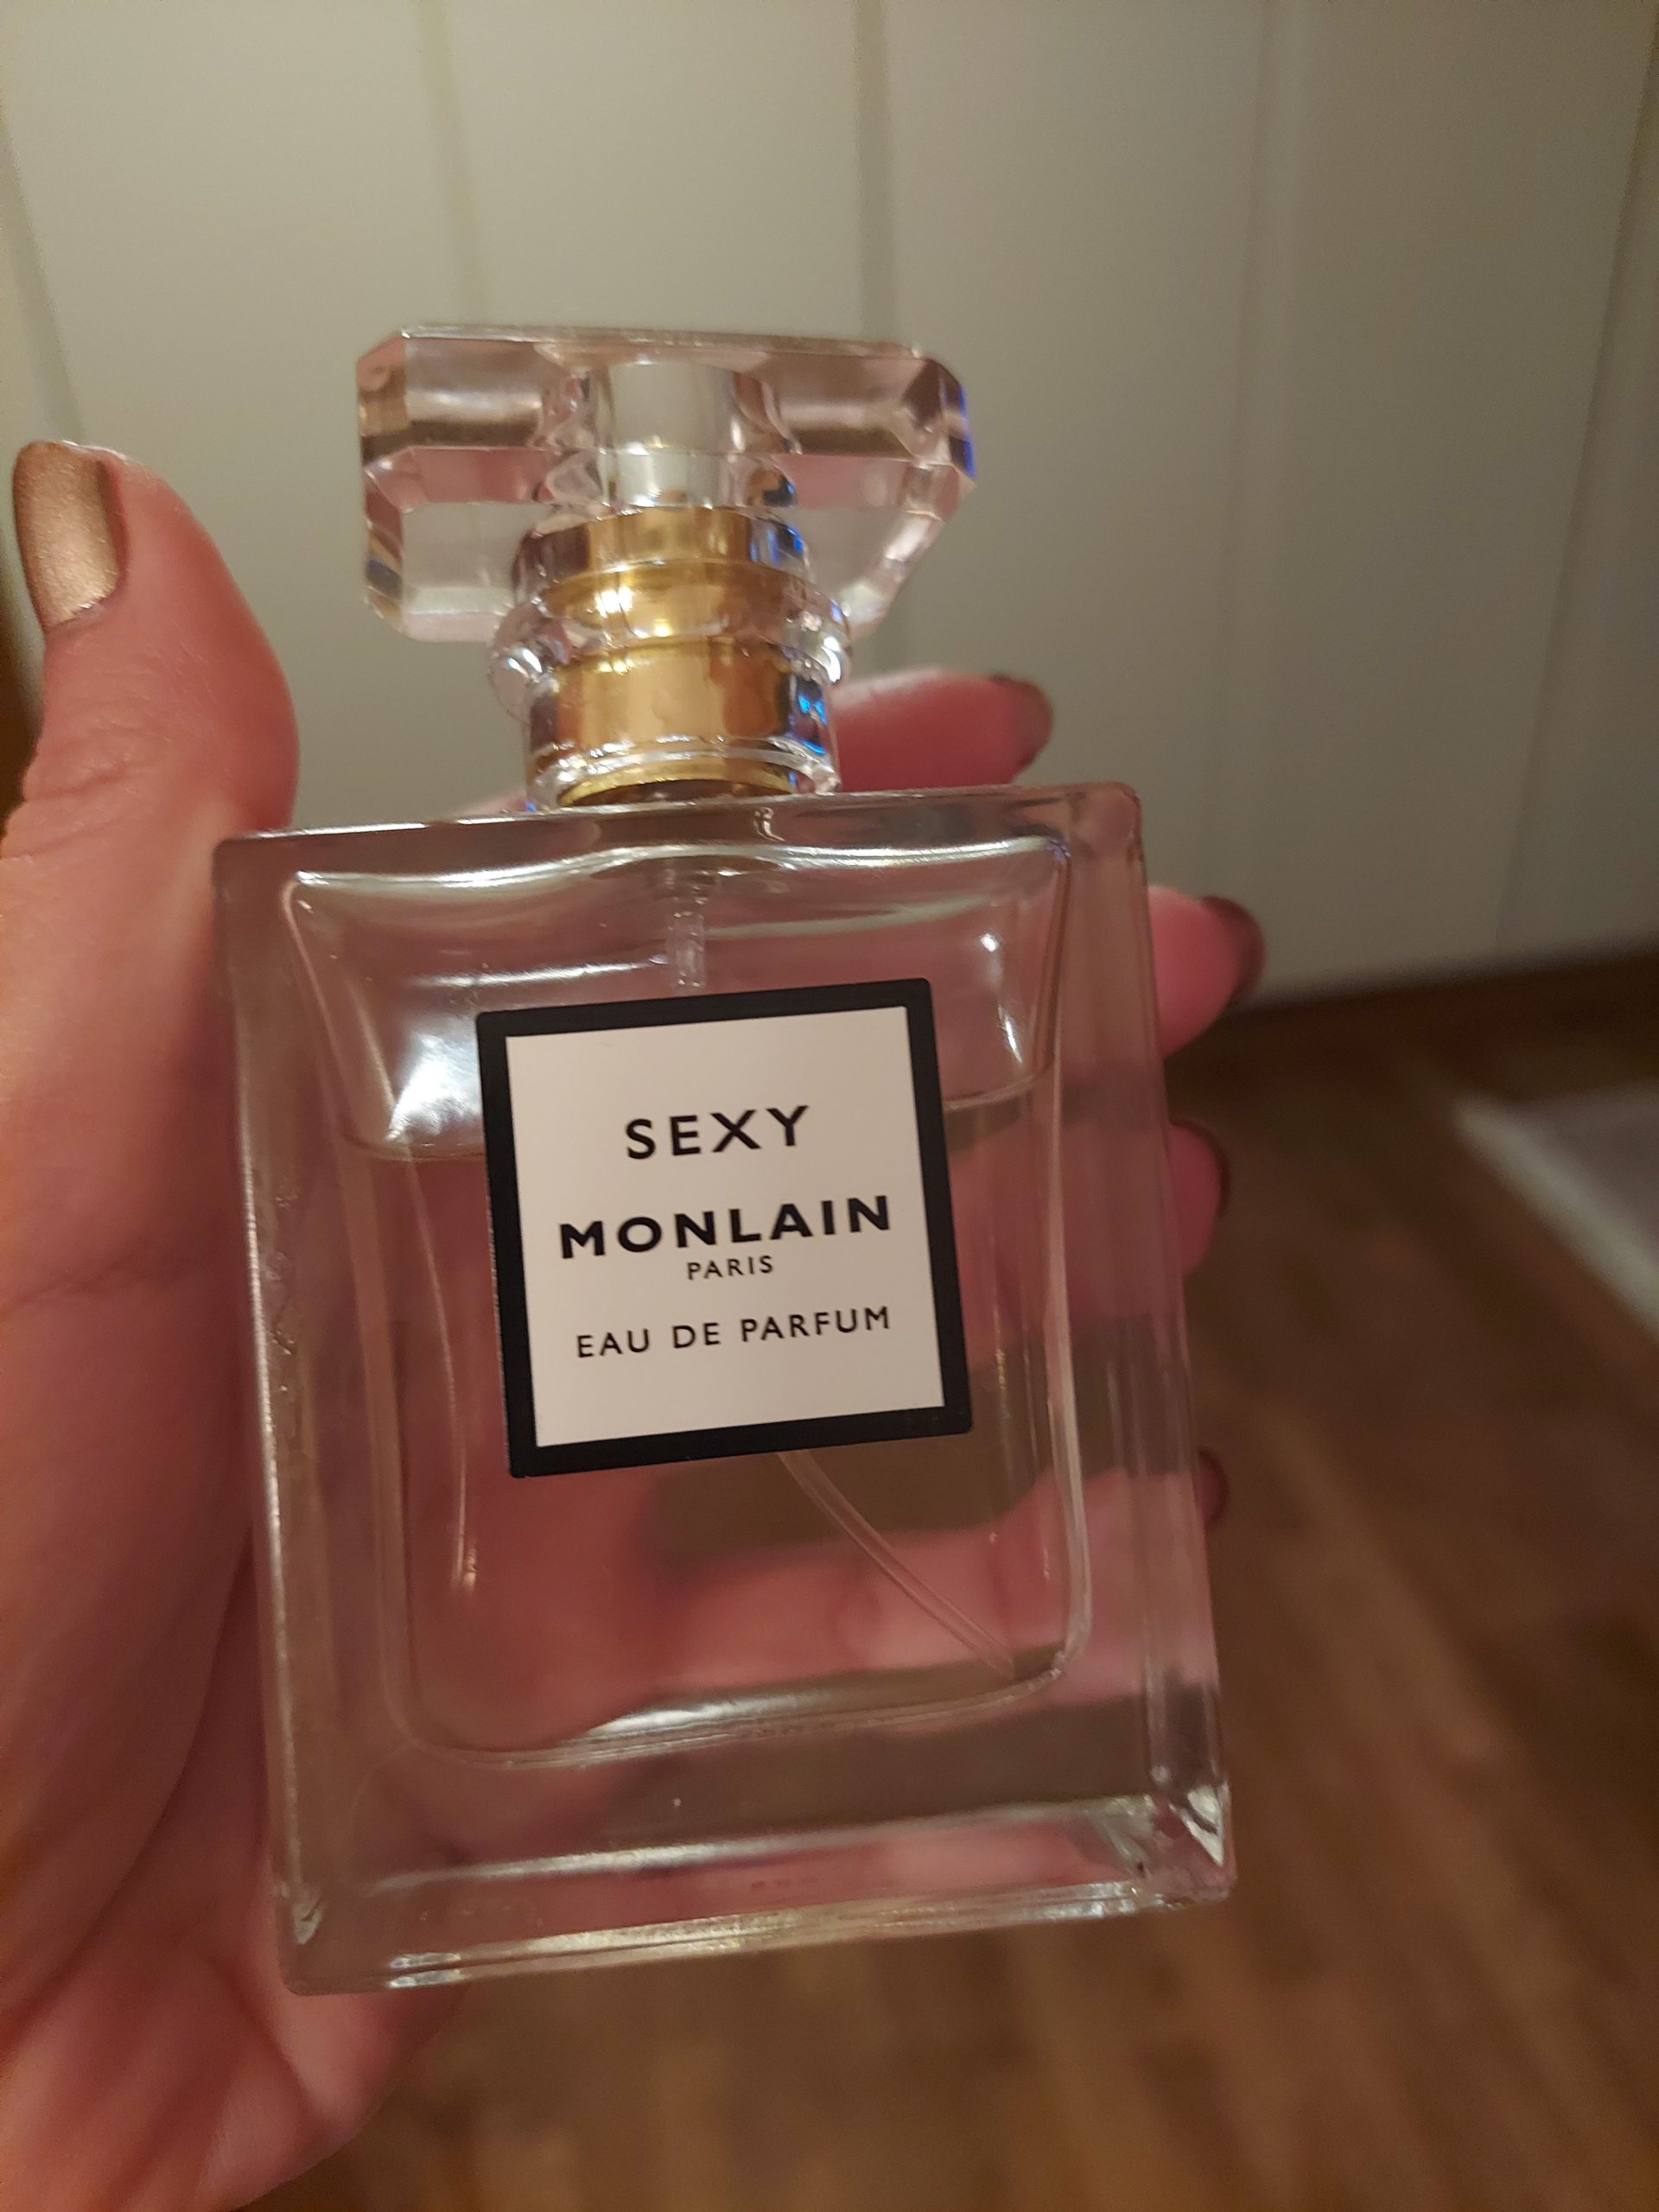 SEXY
MONLAIN
PARIS
EAU DE PARFUM